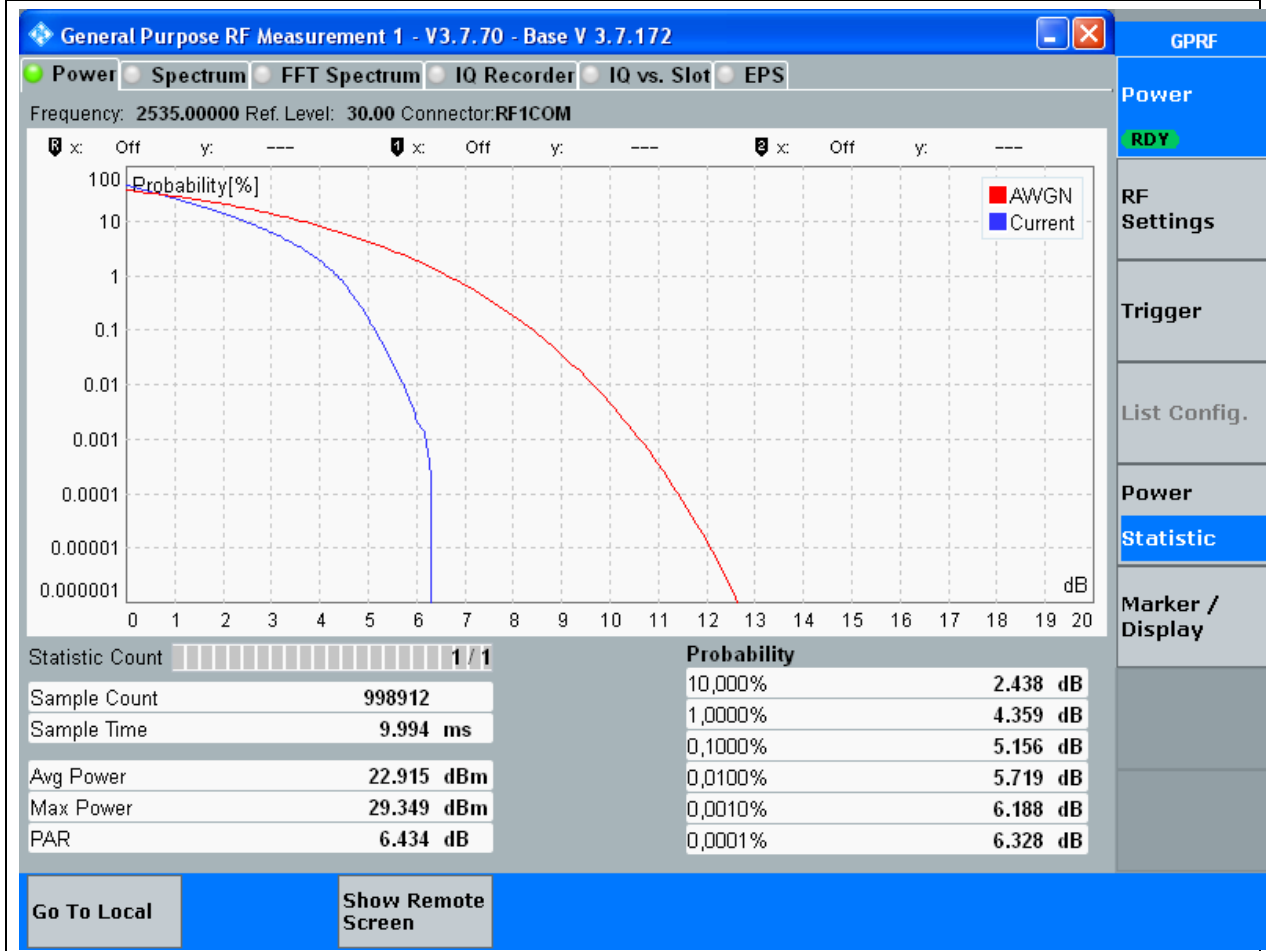 General Purpose RF Measurement 1 - V3.7.70 - Base V 3.7.172
GPRF
Power Spectrum FFT Spectrum IQ Recorder IQ vs. Slot EPS
Frequency: 2535.00000 Ref. Level: 30.00 Connector:RF1COM
R x: Off y: --- 1 x: Off y: --- 2 x: Off y: ---
Probability[%]
AWGN
Current
100
10
1
0.1
0.01
0.001
0.0001
0.00001
0.000001
dB
0 1 2 3 4 5 6 7 8 9 10 11 12 13 14 15 16 17 18 19 20
Statistic Count 1 / 1
Sample Count 998912
Sample Time 9.994 ms
Avg Power 22.915 dBm
Max Power 29.349 dBm
PAR 6.434 dB
Probability
10,000% 2.438 dB
1,0000% 4.359 dB
0,1000% 5.156 dB
0,0100% 5.719 dB
0,0010% 6.188 dB
0,0001% 6.328 dB
Power
RDY
RF
Settings
Trigger
List Config.
Power
Statistic
Marker /
Display
Go To Local
Show Remote
Screen